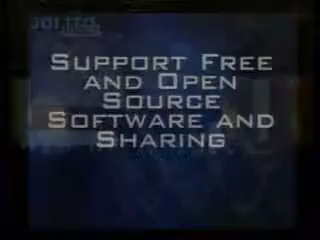 SUPPORT FREE
AND OPEN
SOURCE
SOFTWARE AND
SHARING